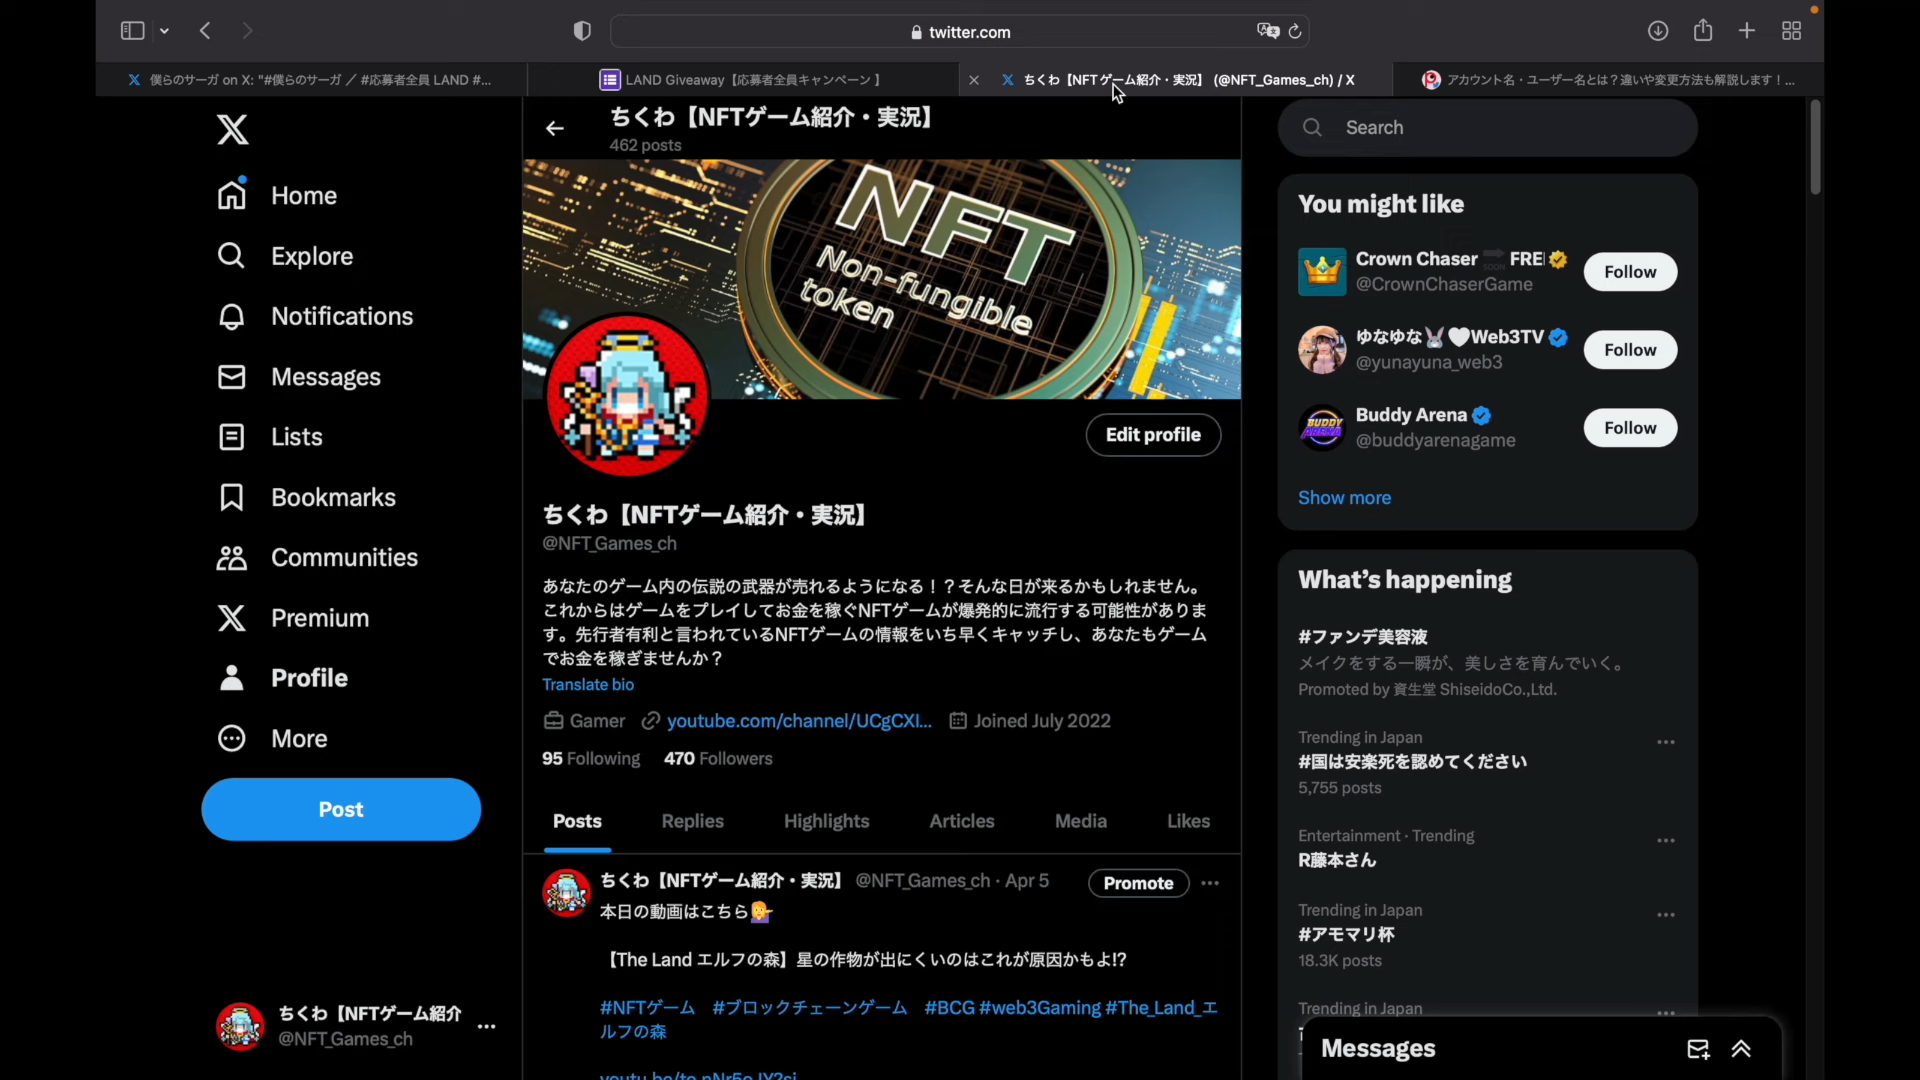 twitter.com
僕らのサーガ on X: "#僕らのサーガ ／ #応募者全員 LAND #...
LAND Giveaway【応募者全員キャンペーン】
ちくわ【NFTゲーム紹介・実況】 (@NFT_Games_ch) / X
アカウント名・ユーザー名とは？違いや変更方法も解説します！...
Home
Explore
Notifications
Messages
Lists
Bookmarks
Communities
Premium
Profile
More
Post
ちくわ【NFTゲーム紹介
@NFT_Games_ch
ちくわ【NFTゲーム紹介・実況】
462 posts
NFT
Non-fungible
token
Edit profile
ちくわ【NFTゲーム紹介・実況】
@NFT_Games_ch
あなたのゲーム内の伝説の武器が売れるようになる！？そんな日が来るかもしれません。
これからはゲームをプレイしてお金を稼ぐNFTゲームが爆発的に流行する可能性がありま
す。先行者有利と言われているNFTゲームの情報をいち早くキャッチし、あなたもゲーム
でお金を稼ぎませんか？
Translate bio
Gamer youtube.com/channel/UCgCXI... Joined July 2022
95 Following 470 Followers
Posts Replies Highlights Articles Media Likes
ちくわ【NFTゲーム紹介・実況】 @NFT_Games_ch · Apr 5
Promote
本日の動画はこちら💁‍♀️
【The Land エルフの森】星の作物が出にくいのはこれが原因かもよ!?
#NFTゲーム #ブロックチェーンゲーム #BCG #web3Gaming #The_Land_エ
ルフの森
Search
You might like
Crown Chaser 🔜 FRE
@CrownChaserGame
Follow
ゆなゆな🐰🤍Web3TV
@yunayuna_web3
Follow
BUDDY ARENA
Buddy Arena
@buddyarenagame
Follow
Show more
What's happening
#ファンデ美容液
メイクをする一瞬が、美しさを育んでいく。
Promoted by 資生堂 ShiseidoCo.,Ltd.
Trending in Japan
#国は安楽死を認めてください
5,755 posts
Entertainment · Trending
R藤本さん
Trending in Japan
#アモマリ杯
18.3K posts
Trending in Japan
Messages